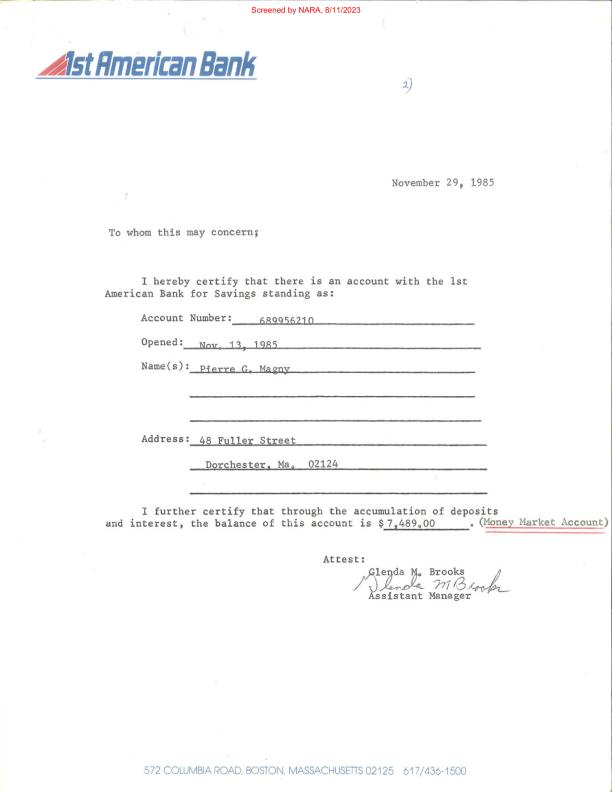 Screened by NARA, 8/11/2023
1st American Bank
2)
November 29, 1985
To whom this may concern;
I hereby certify that there is an account with the 1st
American Bank for Savings standing as:
Account Number: 689956210
Opened: Nov. 13, 1985
Name(s): Pierre G. Magny
Address: 48 Fuller Street
Dorchester, Ma. 02124
I further certify that through the accumulation of deposits
and interest, the balance of this account is $7,489.00 . (Money Market Account)
Attest:
Glenda M. Brooks
Glenda M Brooks
Assistant Manager
572 COLUMBIA ROAD, BOSTON, MASSACHUSETTS 02125 617/436-1500